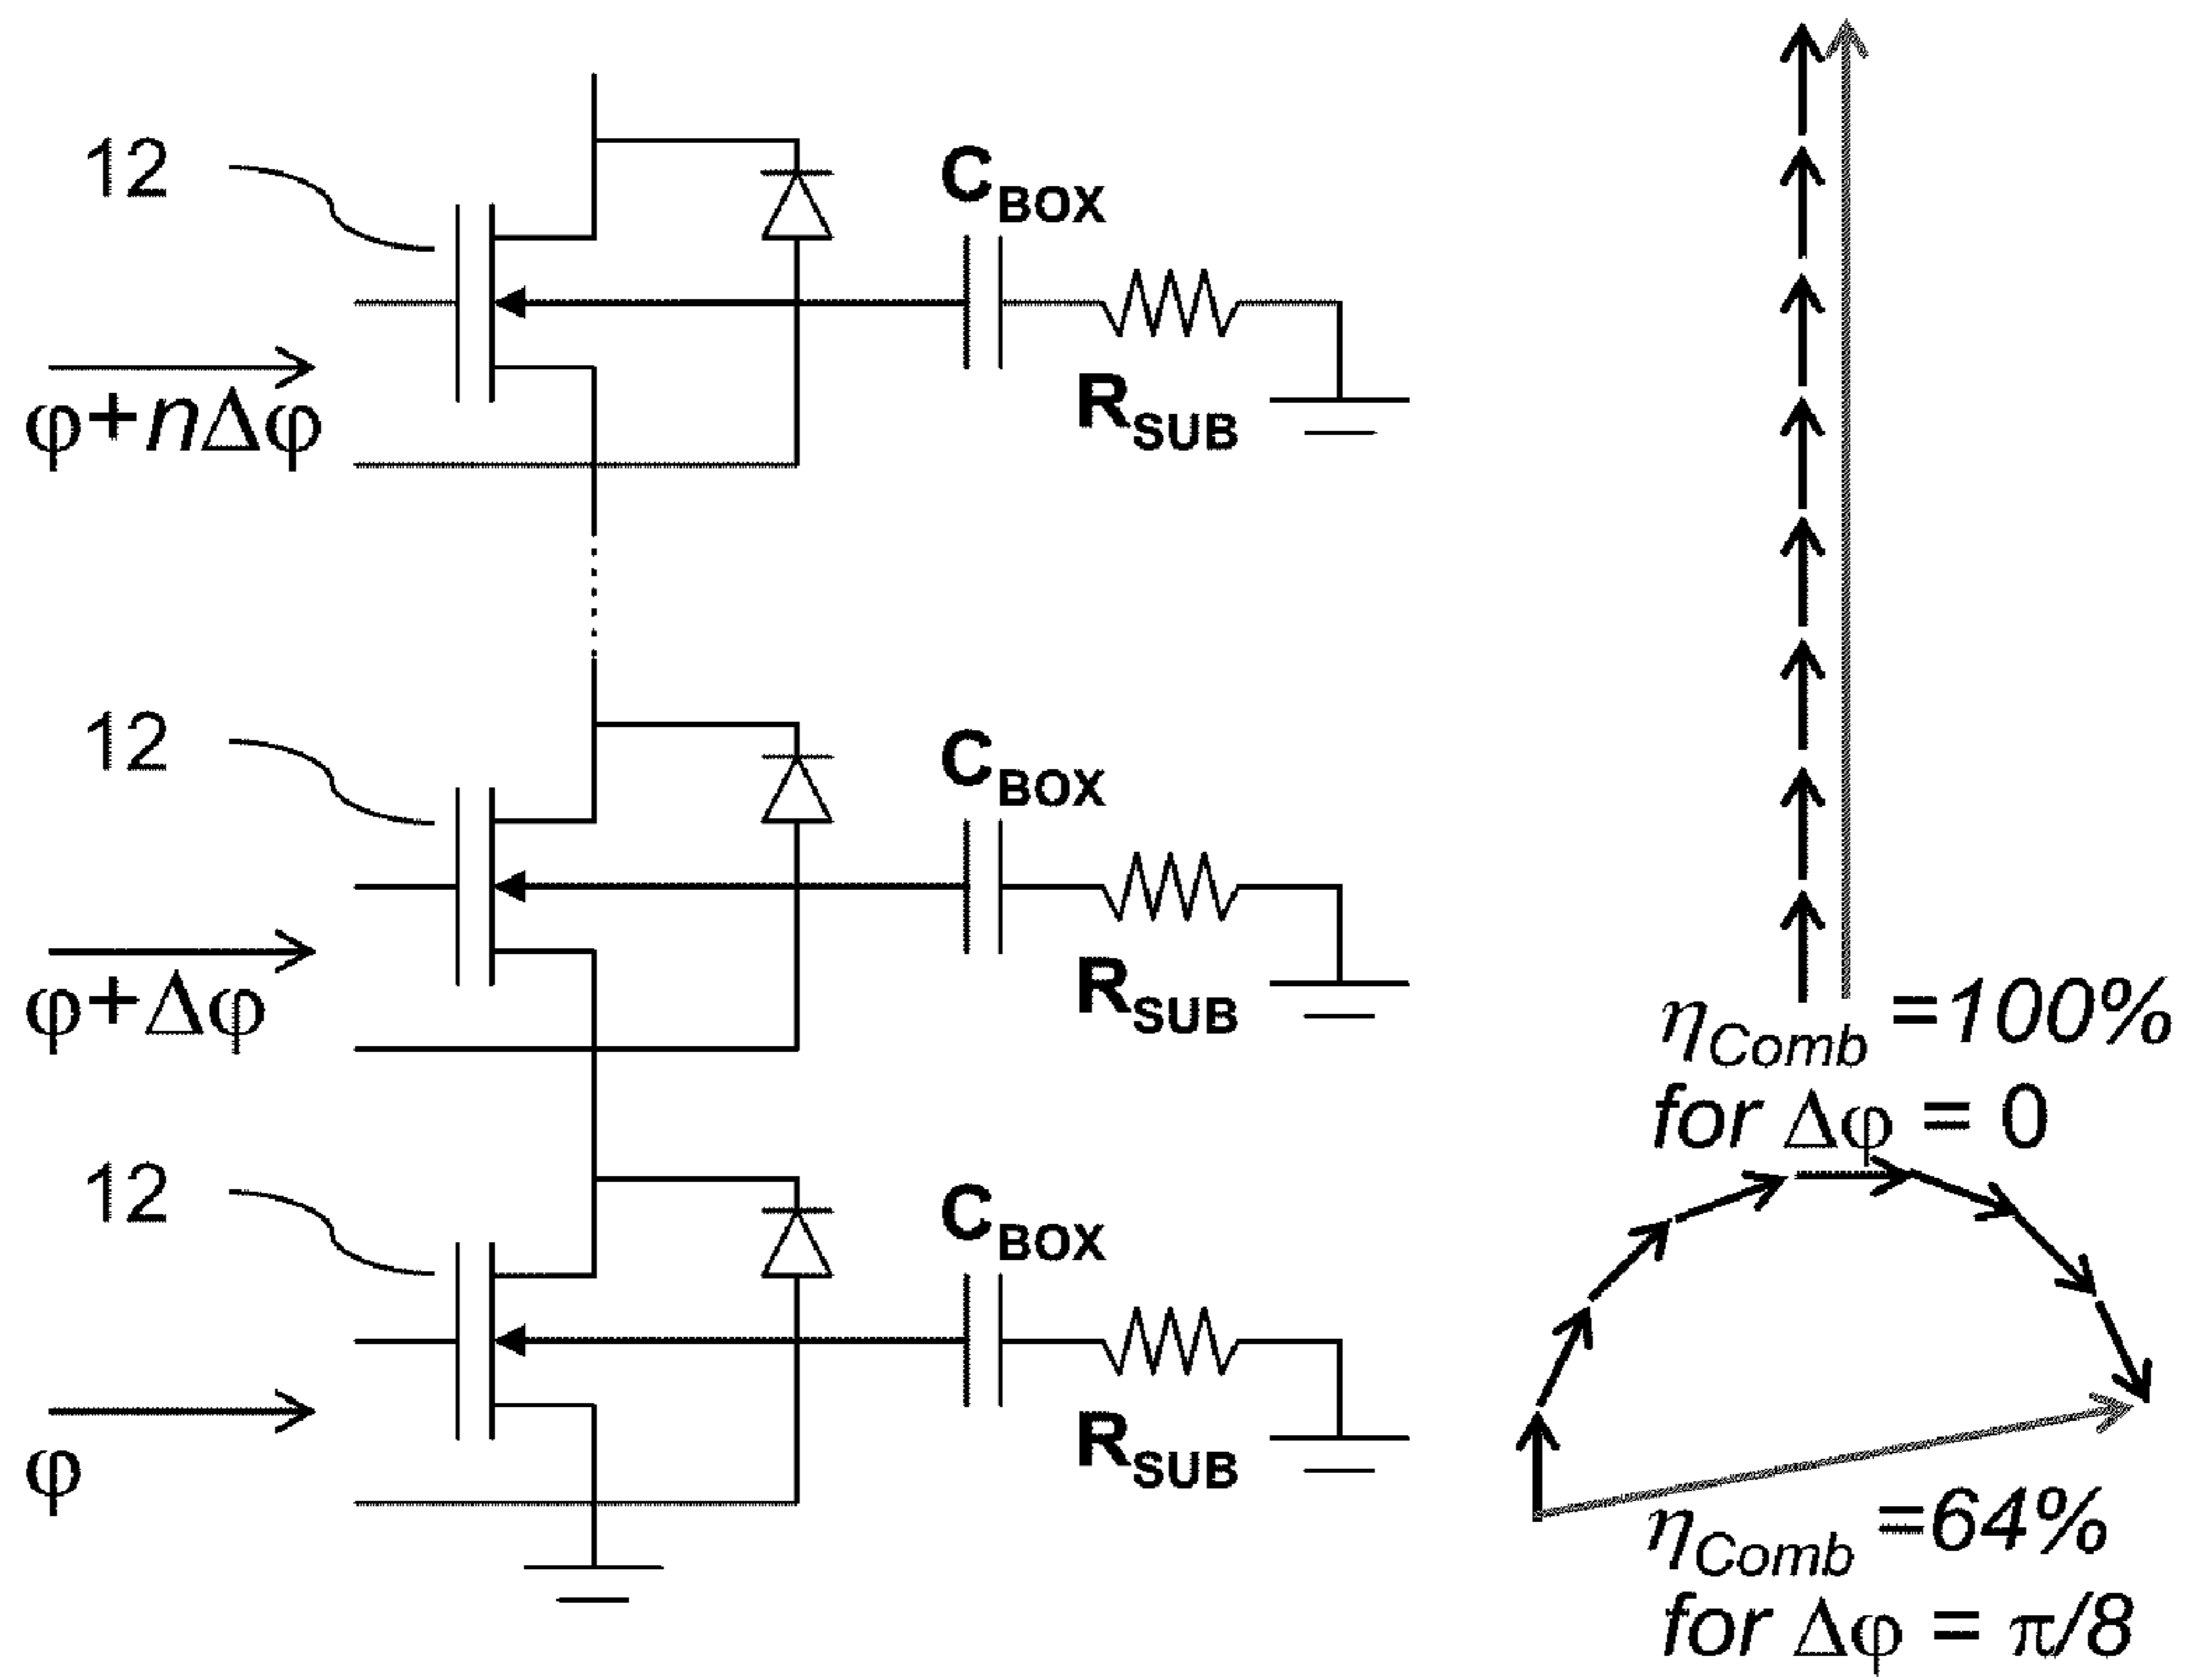 12
C_BOX
R_SUB
φ+nΔφ
12
C_BOX
R_SUB
φ+Δφ
12
C_BOX
R_SUB
φ
η_Comb =100%
for Δφ = 0
η_Comb =64%
for Δφ = π/8